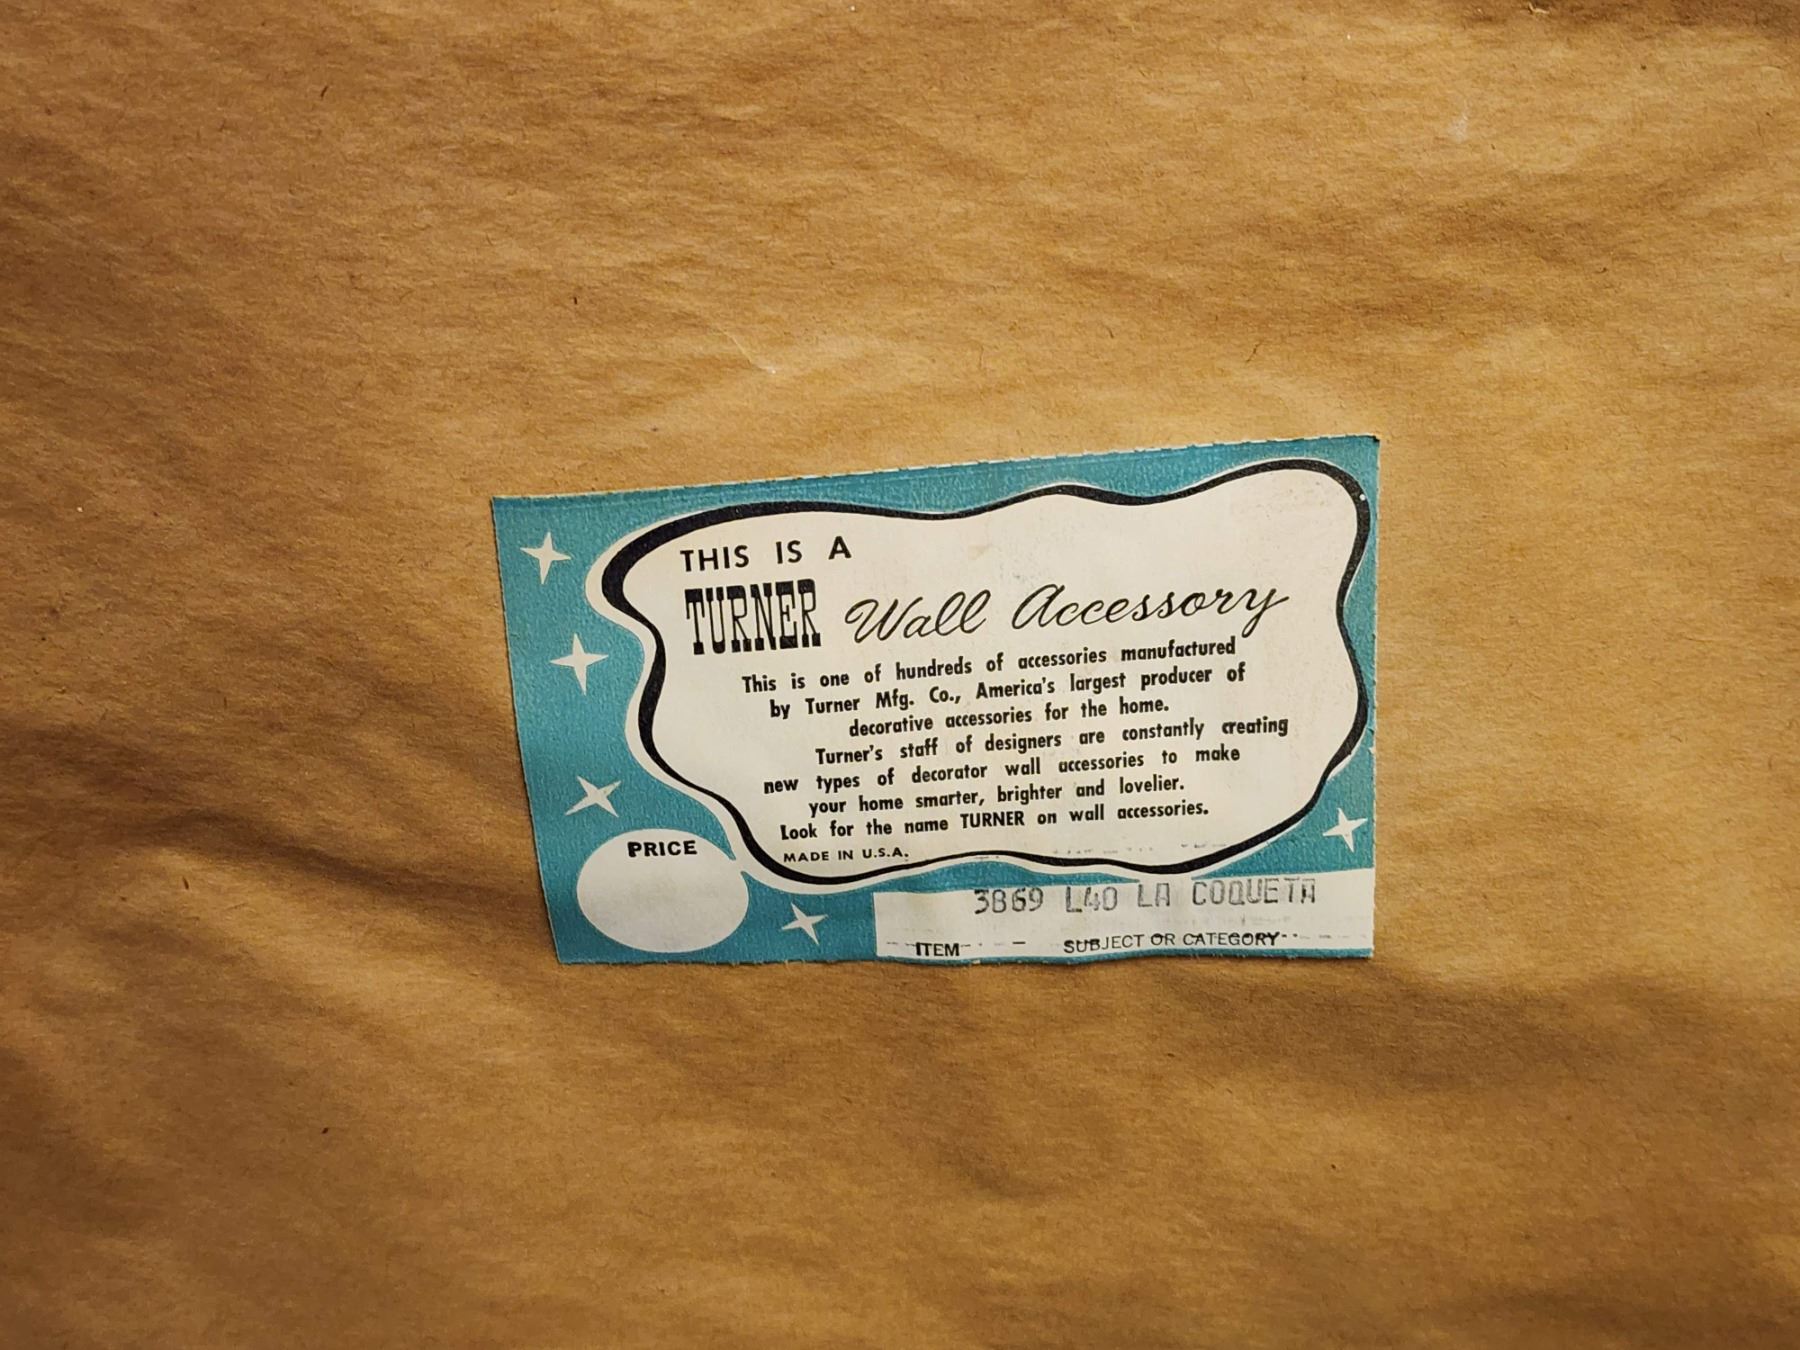 THIS IS A
TURNER Wall Accessory
This is one of hundreds of accessories manufactured
by Turner Mfg. Co., America's largest producer of
decorative accessories for the home.
Turner's staff of designers are constantly creating
new types of decorator wall accessories to make
your home smarter, brighter and lovelier.
Look for the name TURNER on wall accessories.
MADE IN U.S.A.
PRICE
3869 L40 LA COQUETA
ITEM SUBJECT OR CATEGORY